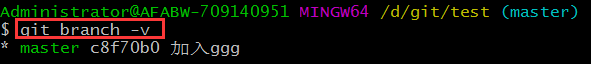 Administrator@AFABW-709140951 MINGW64 /d/git/test (master)
$ git branch -v
* master c8f70b0 加入ggg